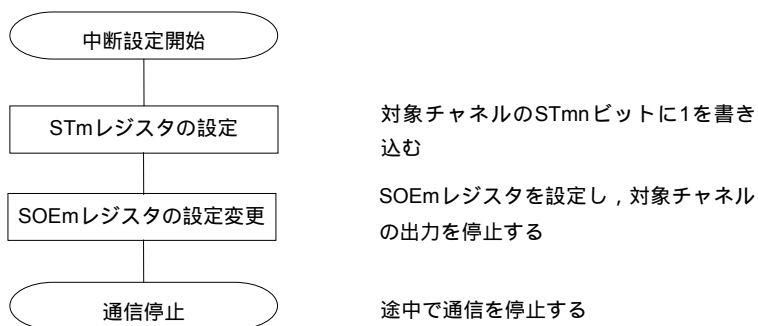 中断設定開始
STmレジスタの設定
対象チャネルのSTmnビットに1を書き
込む
SOEmレジスタの設定変更
SOEmレジスタを設定し，対象チャネル
の出力を停止する
通信停止
途中で通信を停止する